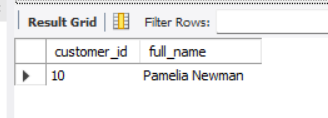 Result Grid Filter Rows:
customer_id full_name
10 Pamelia Newman